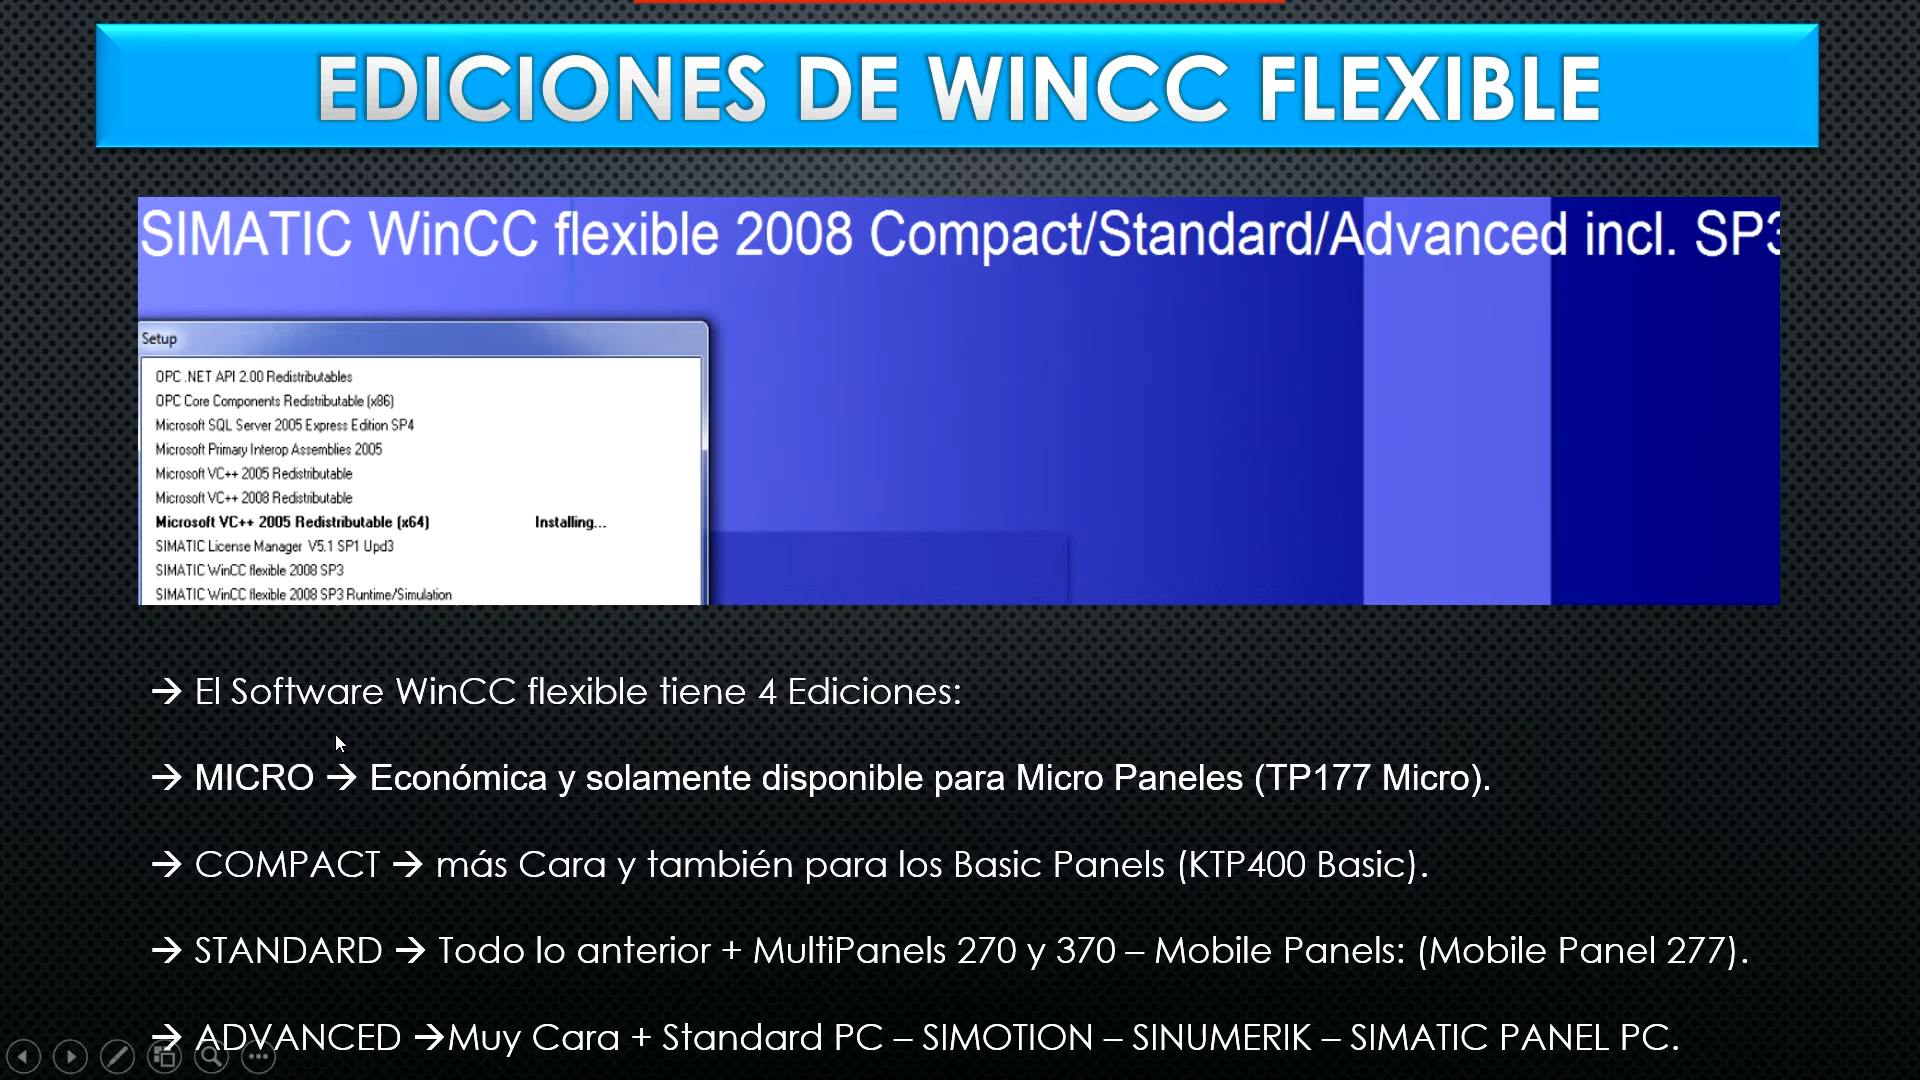 EDICIONES DE WINCC FLEXIBLE
SIMATIC WinCC flexible 2008 Compact/Standard/Advanced incl. SP3
Setup
OPC .NET API 2.00 Redistributables
OPC Core Components Redistributable (x86)
Microsoft SQL Server 2005 Express Edition SP4
Microsoft Primary Interop Assemblies 2005
Microsoft VC++ 2005 Redistributable
Microsoft VC++ 2008 Redistributable
Microsoft VC++ 2005 Redistributable (x64) Installing...
SIMATIC License Manager V5.1 SP1 Upd3
SIMATIC WinCC flexible 2008 SP3
SIMATIC WinCC flexible 2008 SP3 Runtime/Simulation
→ El Software WinCC flexible tiene 4 Ediciones:
→ MICRO → Económica y solamente disponible para Micro Paneles (TP177 Micro).
→ COMPACT → más Cara y también para los Basic Panels (KTP400 Basic).
→ STANDARD → Todo lo anterior + MultiPanels 270 y 370 – Mobile Panels: (Mobile Panel 277).
→ ADVANCED →Muy Cara + Standard PC – SIMOTION – SINUMERIK – SIMATIC PANEL PC.